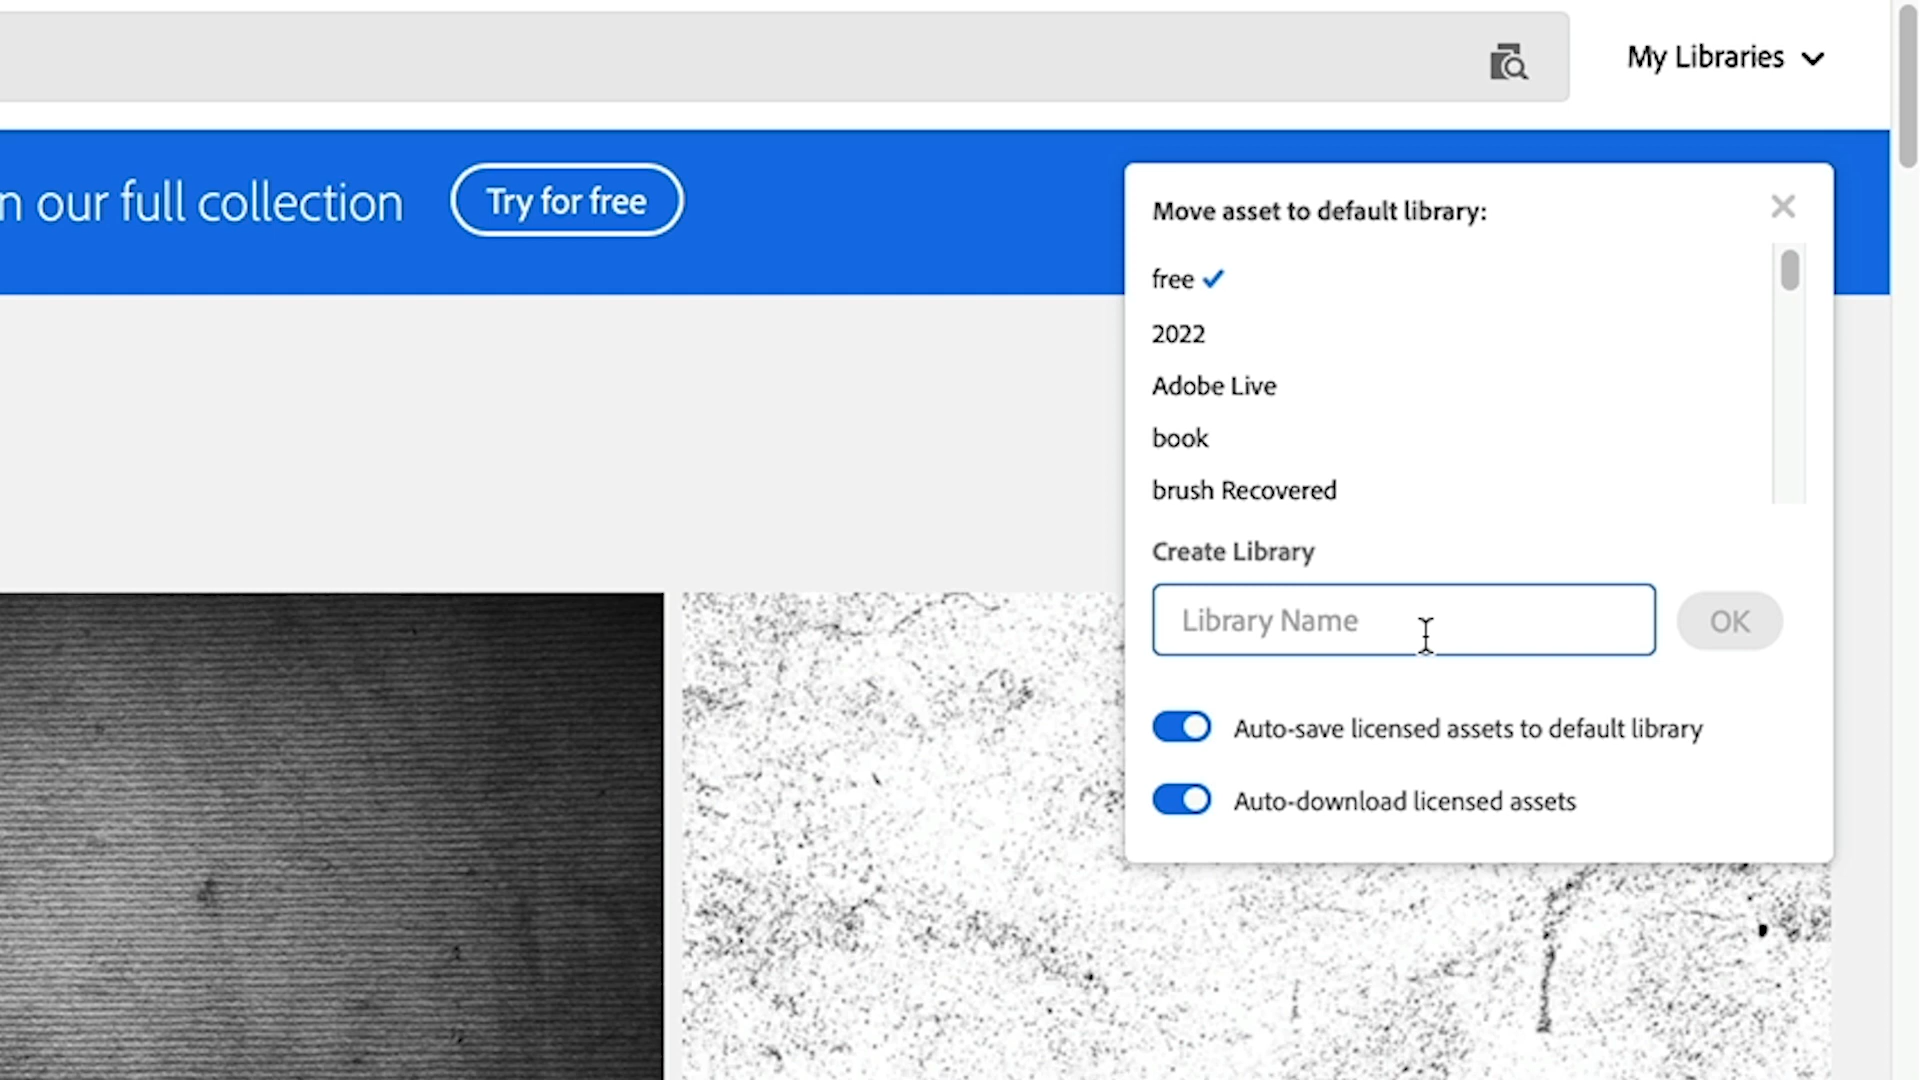 My Libraries
n our full collection
Try for free
Move asset to default library:
free
2022
Adobe Live
book
brush Recovered
Create Library
Library Name
OK
Auto-save licensed assets to default library
Auto-download licensed assets